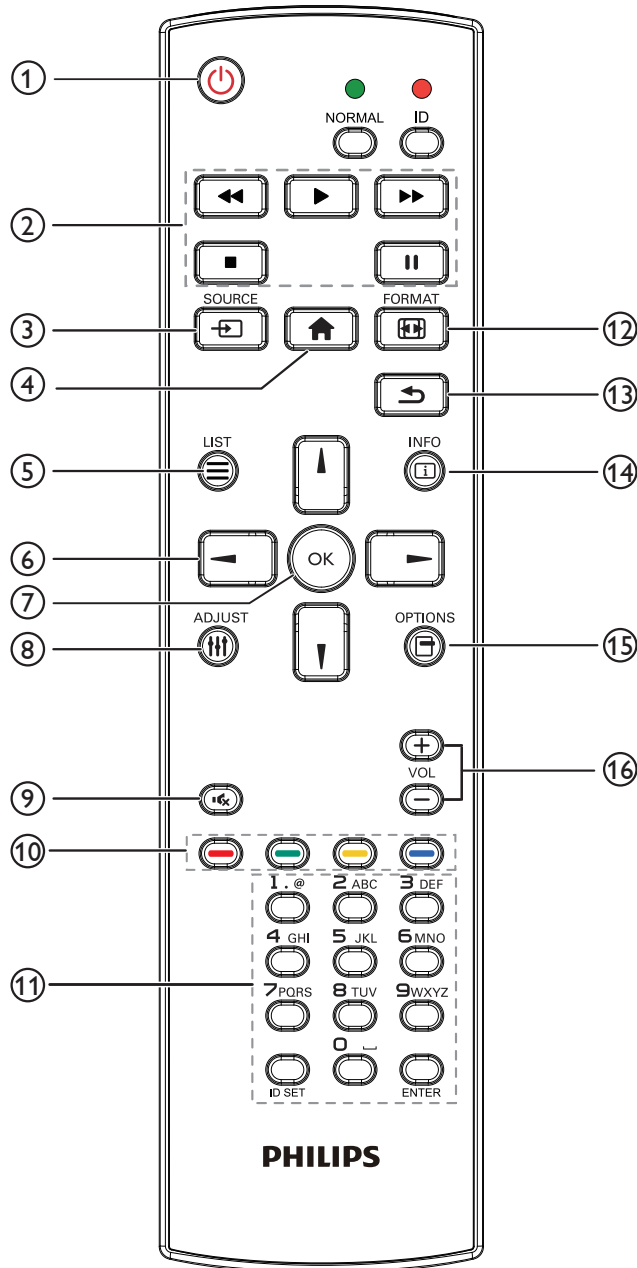 ①
NORMAL ID
②
SOURCE FORMAT
③ ⑫
④
⑬
LIST INFO
⑤ ⑭
⑥
OK
⑦
ADJUST OPTIONS
⑧ ⑮
VOL
⑯
⑨
⑩
1 . @ 2 ABC 3 DEF
4 GHI 5 JKL 6 MNO
⑪
7 PQRS 8 TUV 9 WXYZ
0 ⎵
ID SET ENTER
PHILIPS